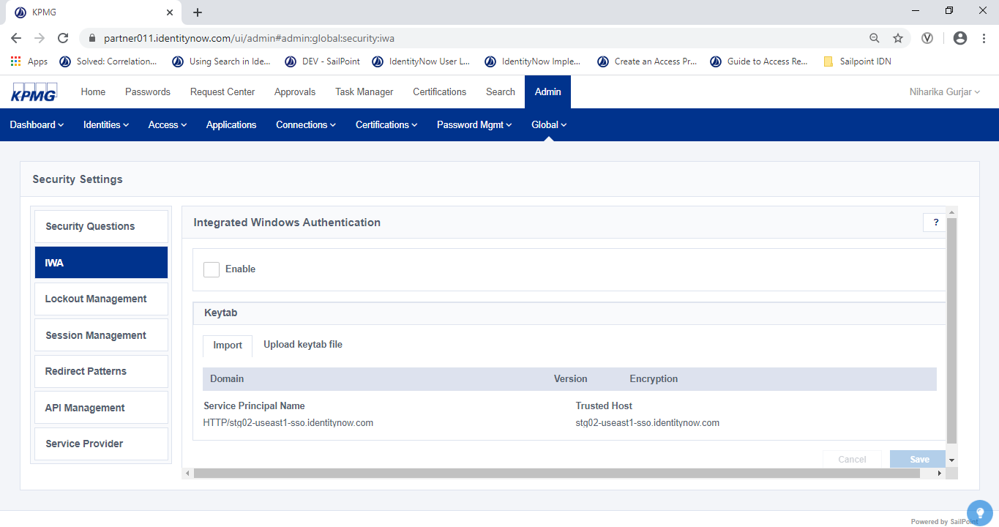 KPMG
partner011.identitynow.com/ui/admin#admin:global:security:iwa
Apps Solved: Correlation... Using Search in Ide... DEV - SailPoint IdentityNow User L... IdentityNow Imple... Create an Access Pr... Guide to Access Re... Sailpoint IDN
KPMG Home Passwords Request Center Approvals Task Manager Certifications Search Admin Niharika Gurjar
Dashboard Identities Access Applications Connections Certifications Password Mgmt Global
Security Settings
Security Questions
IWA
Lockout Management
Session Management
Redirect Patterns
API Management
Service Provider
Integrated Windows Authentication ?
Enable
Keytab
Import Upload keytab file
Domain Version Encryption
Service Principal Name Trusted Host
HTTP/stg02-useast1-sso.identitynow.com stg02-useast1-sso.identitynow.com
Cancel Save
Powered by SailPoint